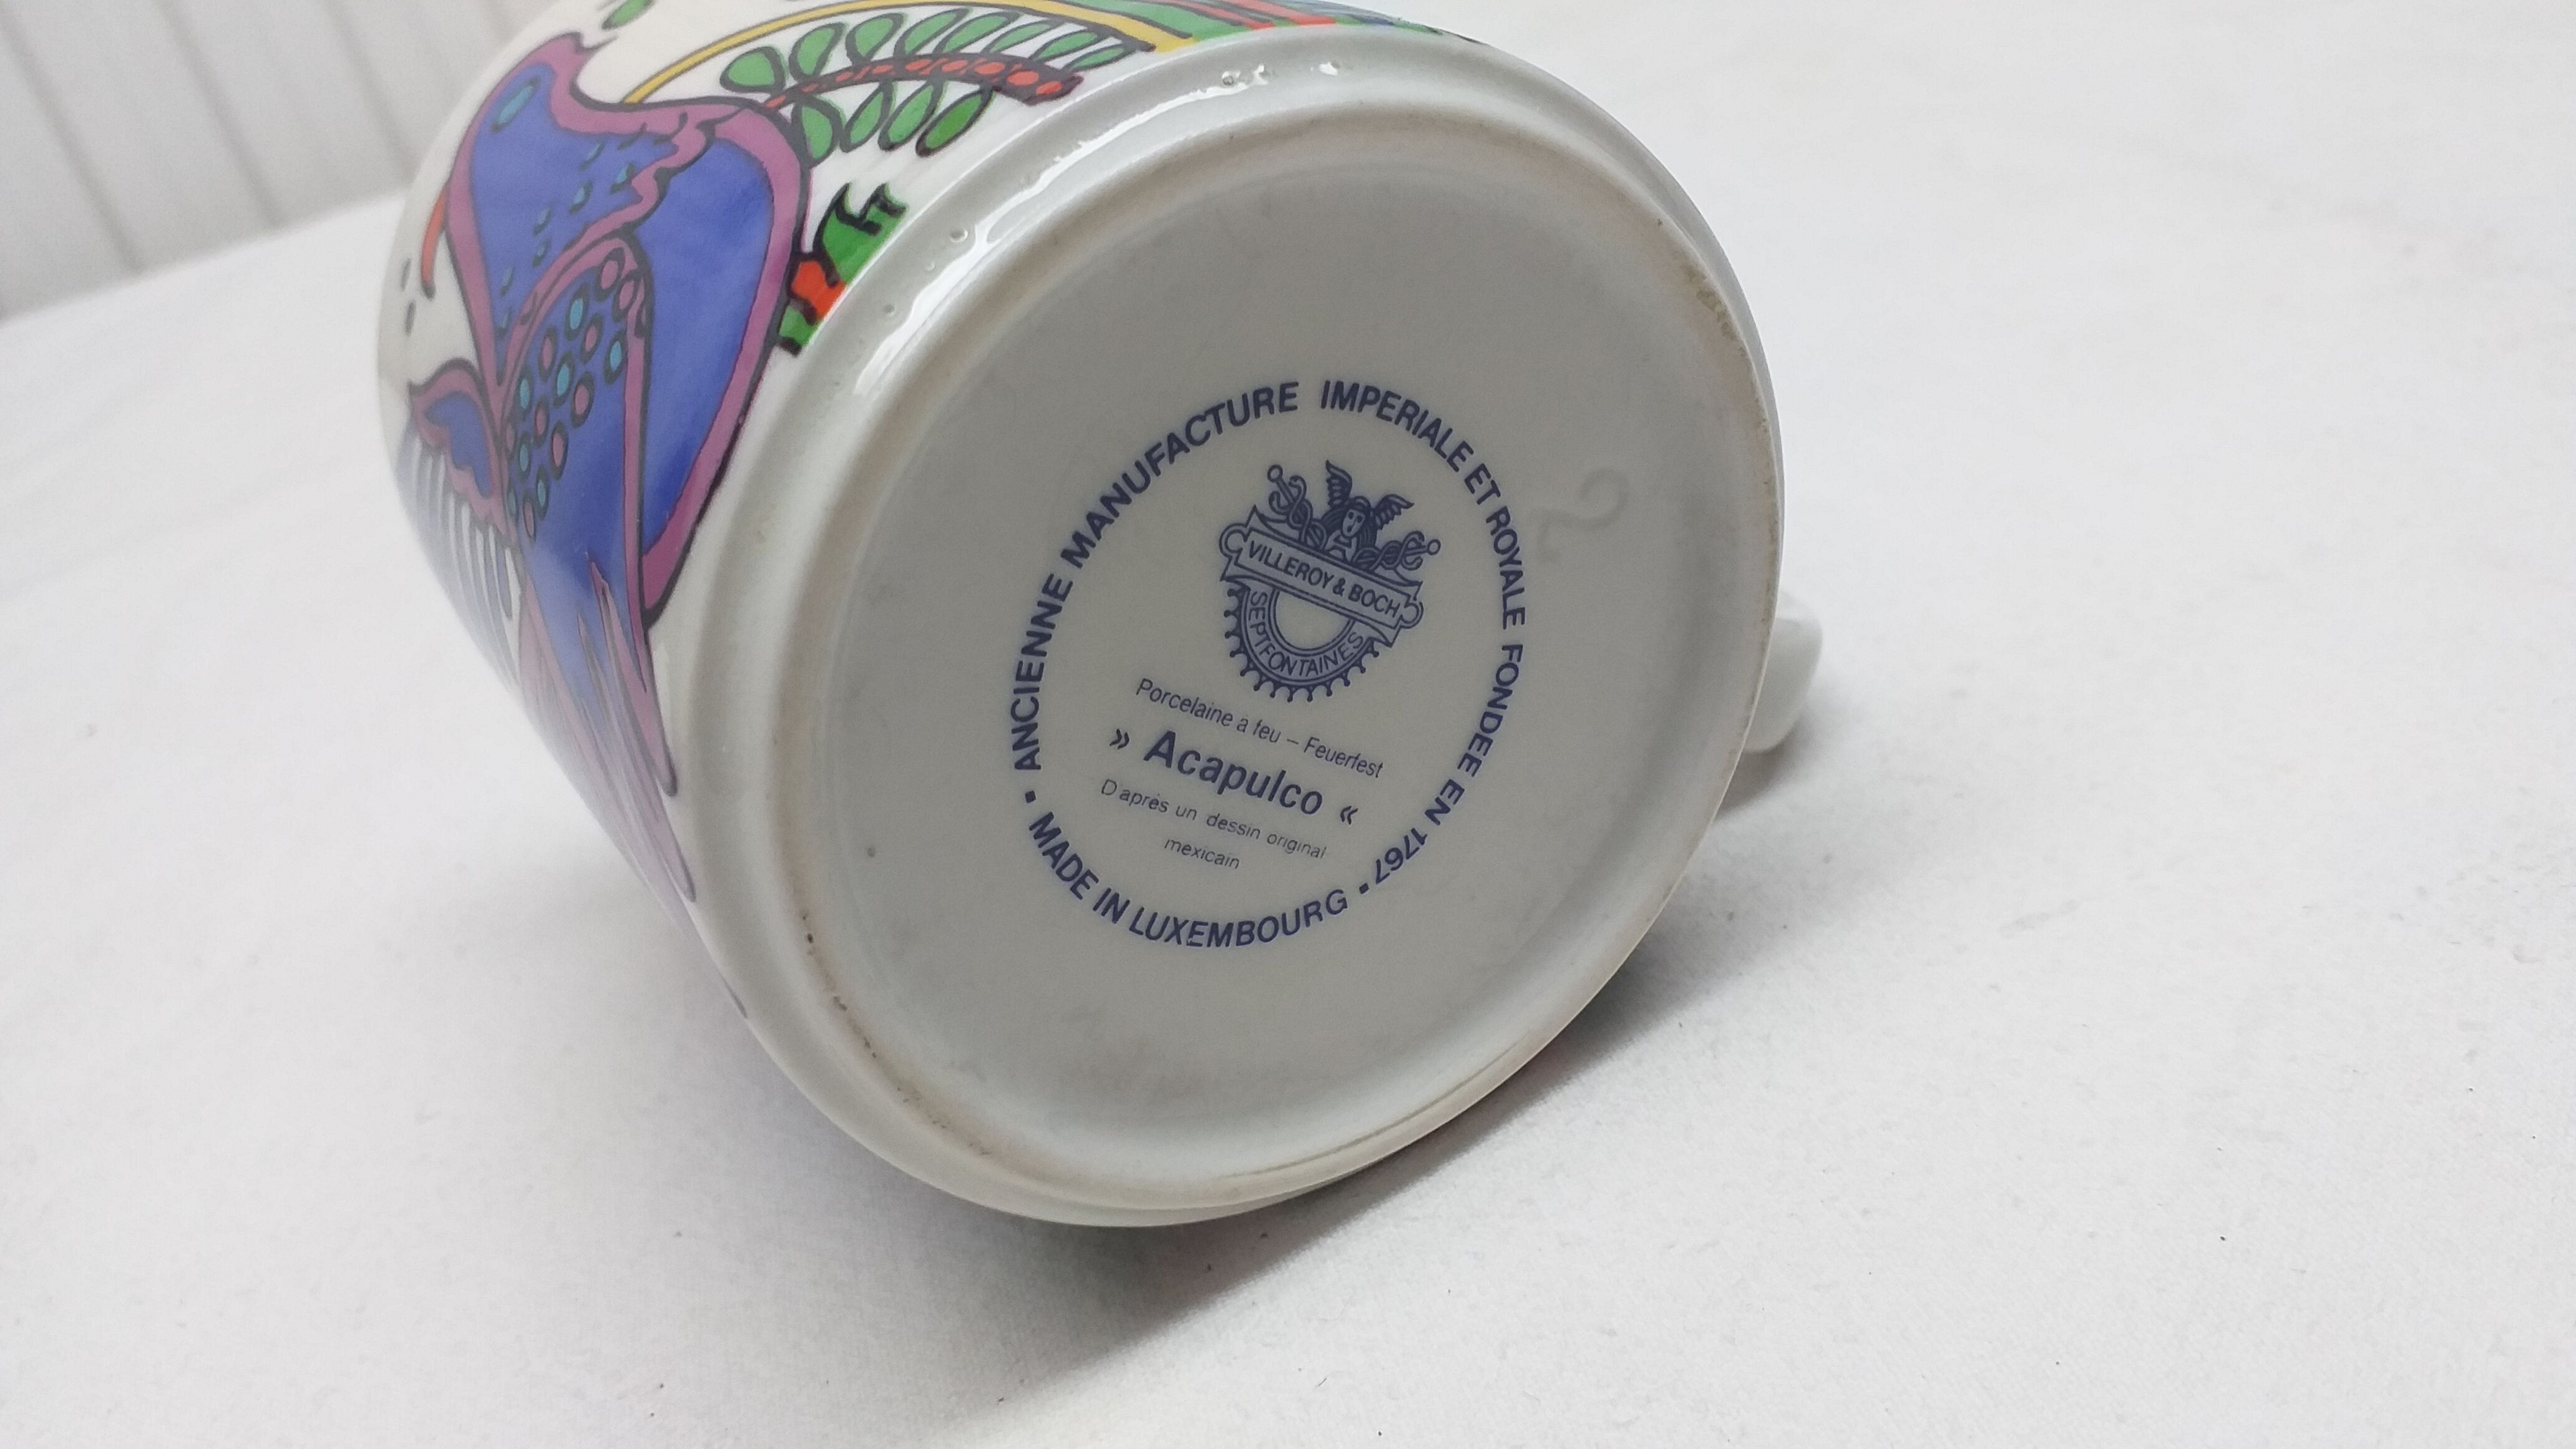 ANCIENNE MANUFACTURE IMPERIALE ET ROYALE FONDEE EN 1767
VILLEROY & BOCH
SEPTFONTAINES
Porcelaine a feu – Feuerfest
» Acapulco «
D'après un dessin original
mexicain
MADE IN LUXEMBOURG
2